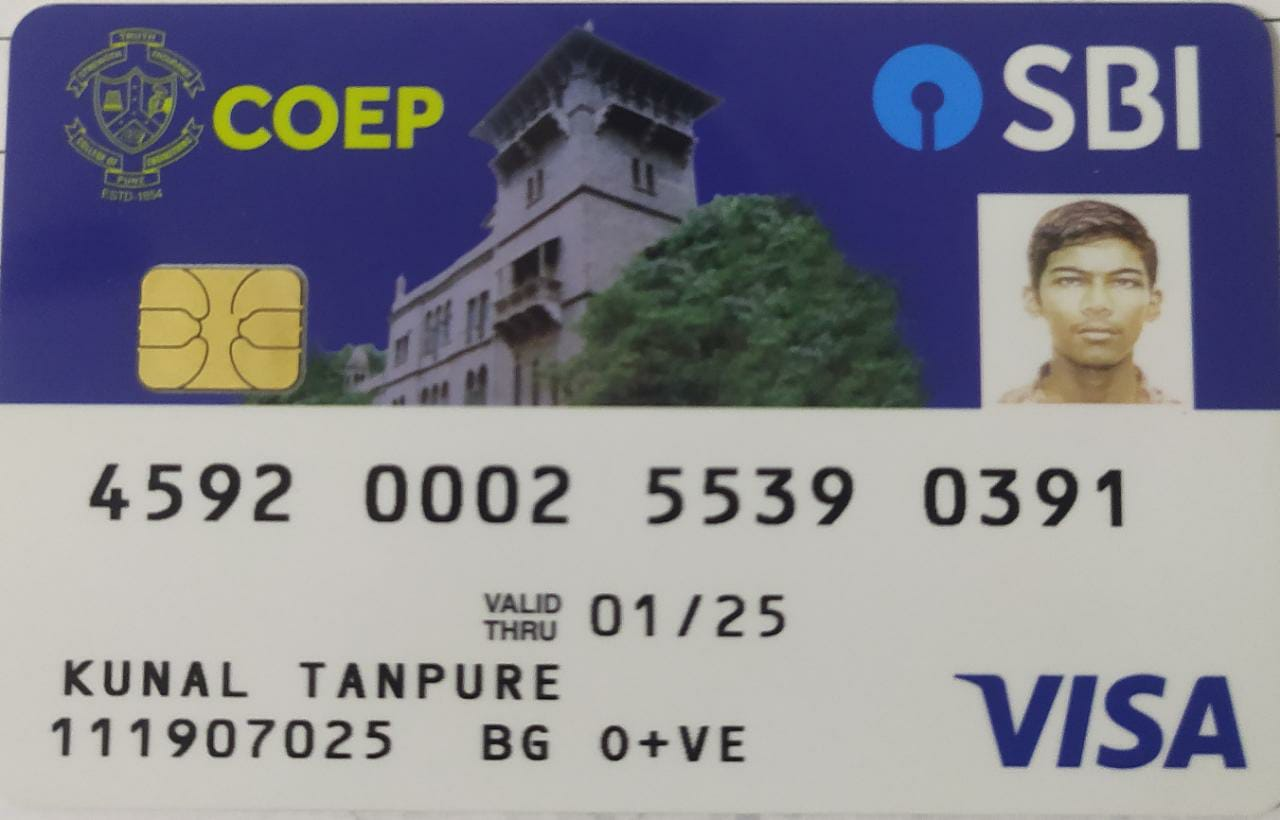 TRUTH
COLLEGE OF ENGINEERING
PUNE
ESTD-1854
COEP
SBI
4592 0002 5539 0391
VALID THRU 01/25
KUNAL TANPURE
111907025 BG O+VE
VISA